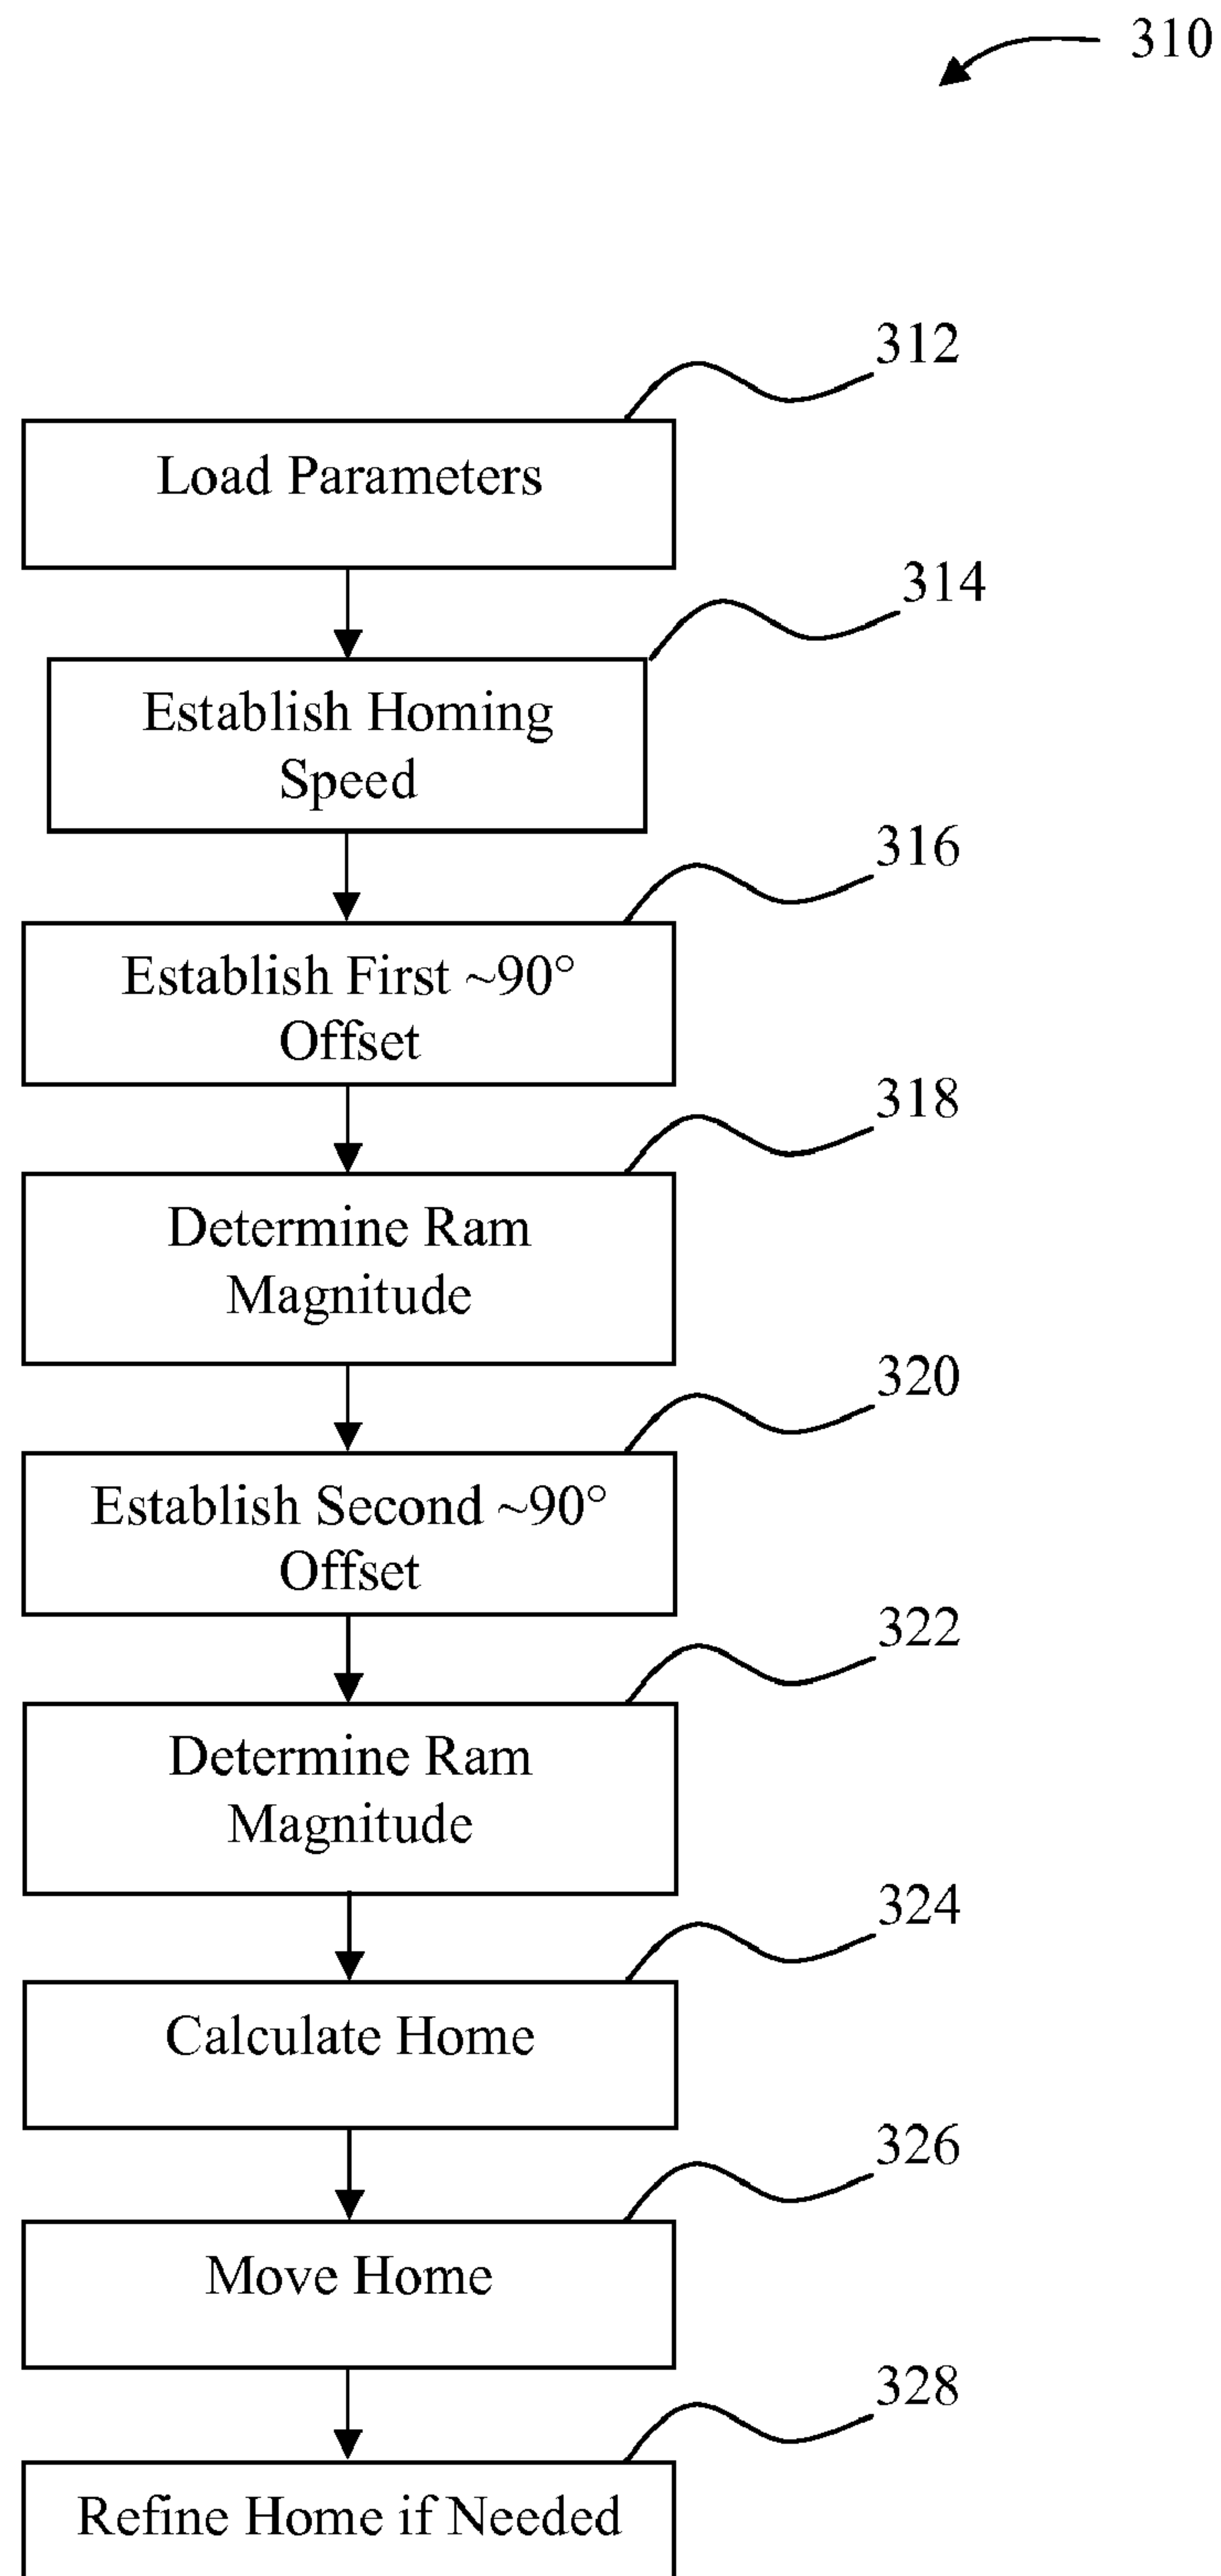 310
312
Load Parameters
314
Establish Homing
Speed
316
Establish First ~90°
Offset
318
Determine Ram
Magnitude
320
Establish Second ~90°
Offset
322
Determine Ram
Magnitude
324
Calculate Home
326
Move Home
328
Refine Home if Needed